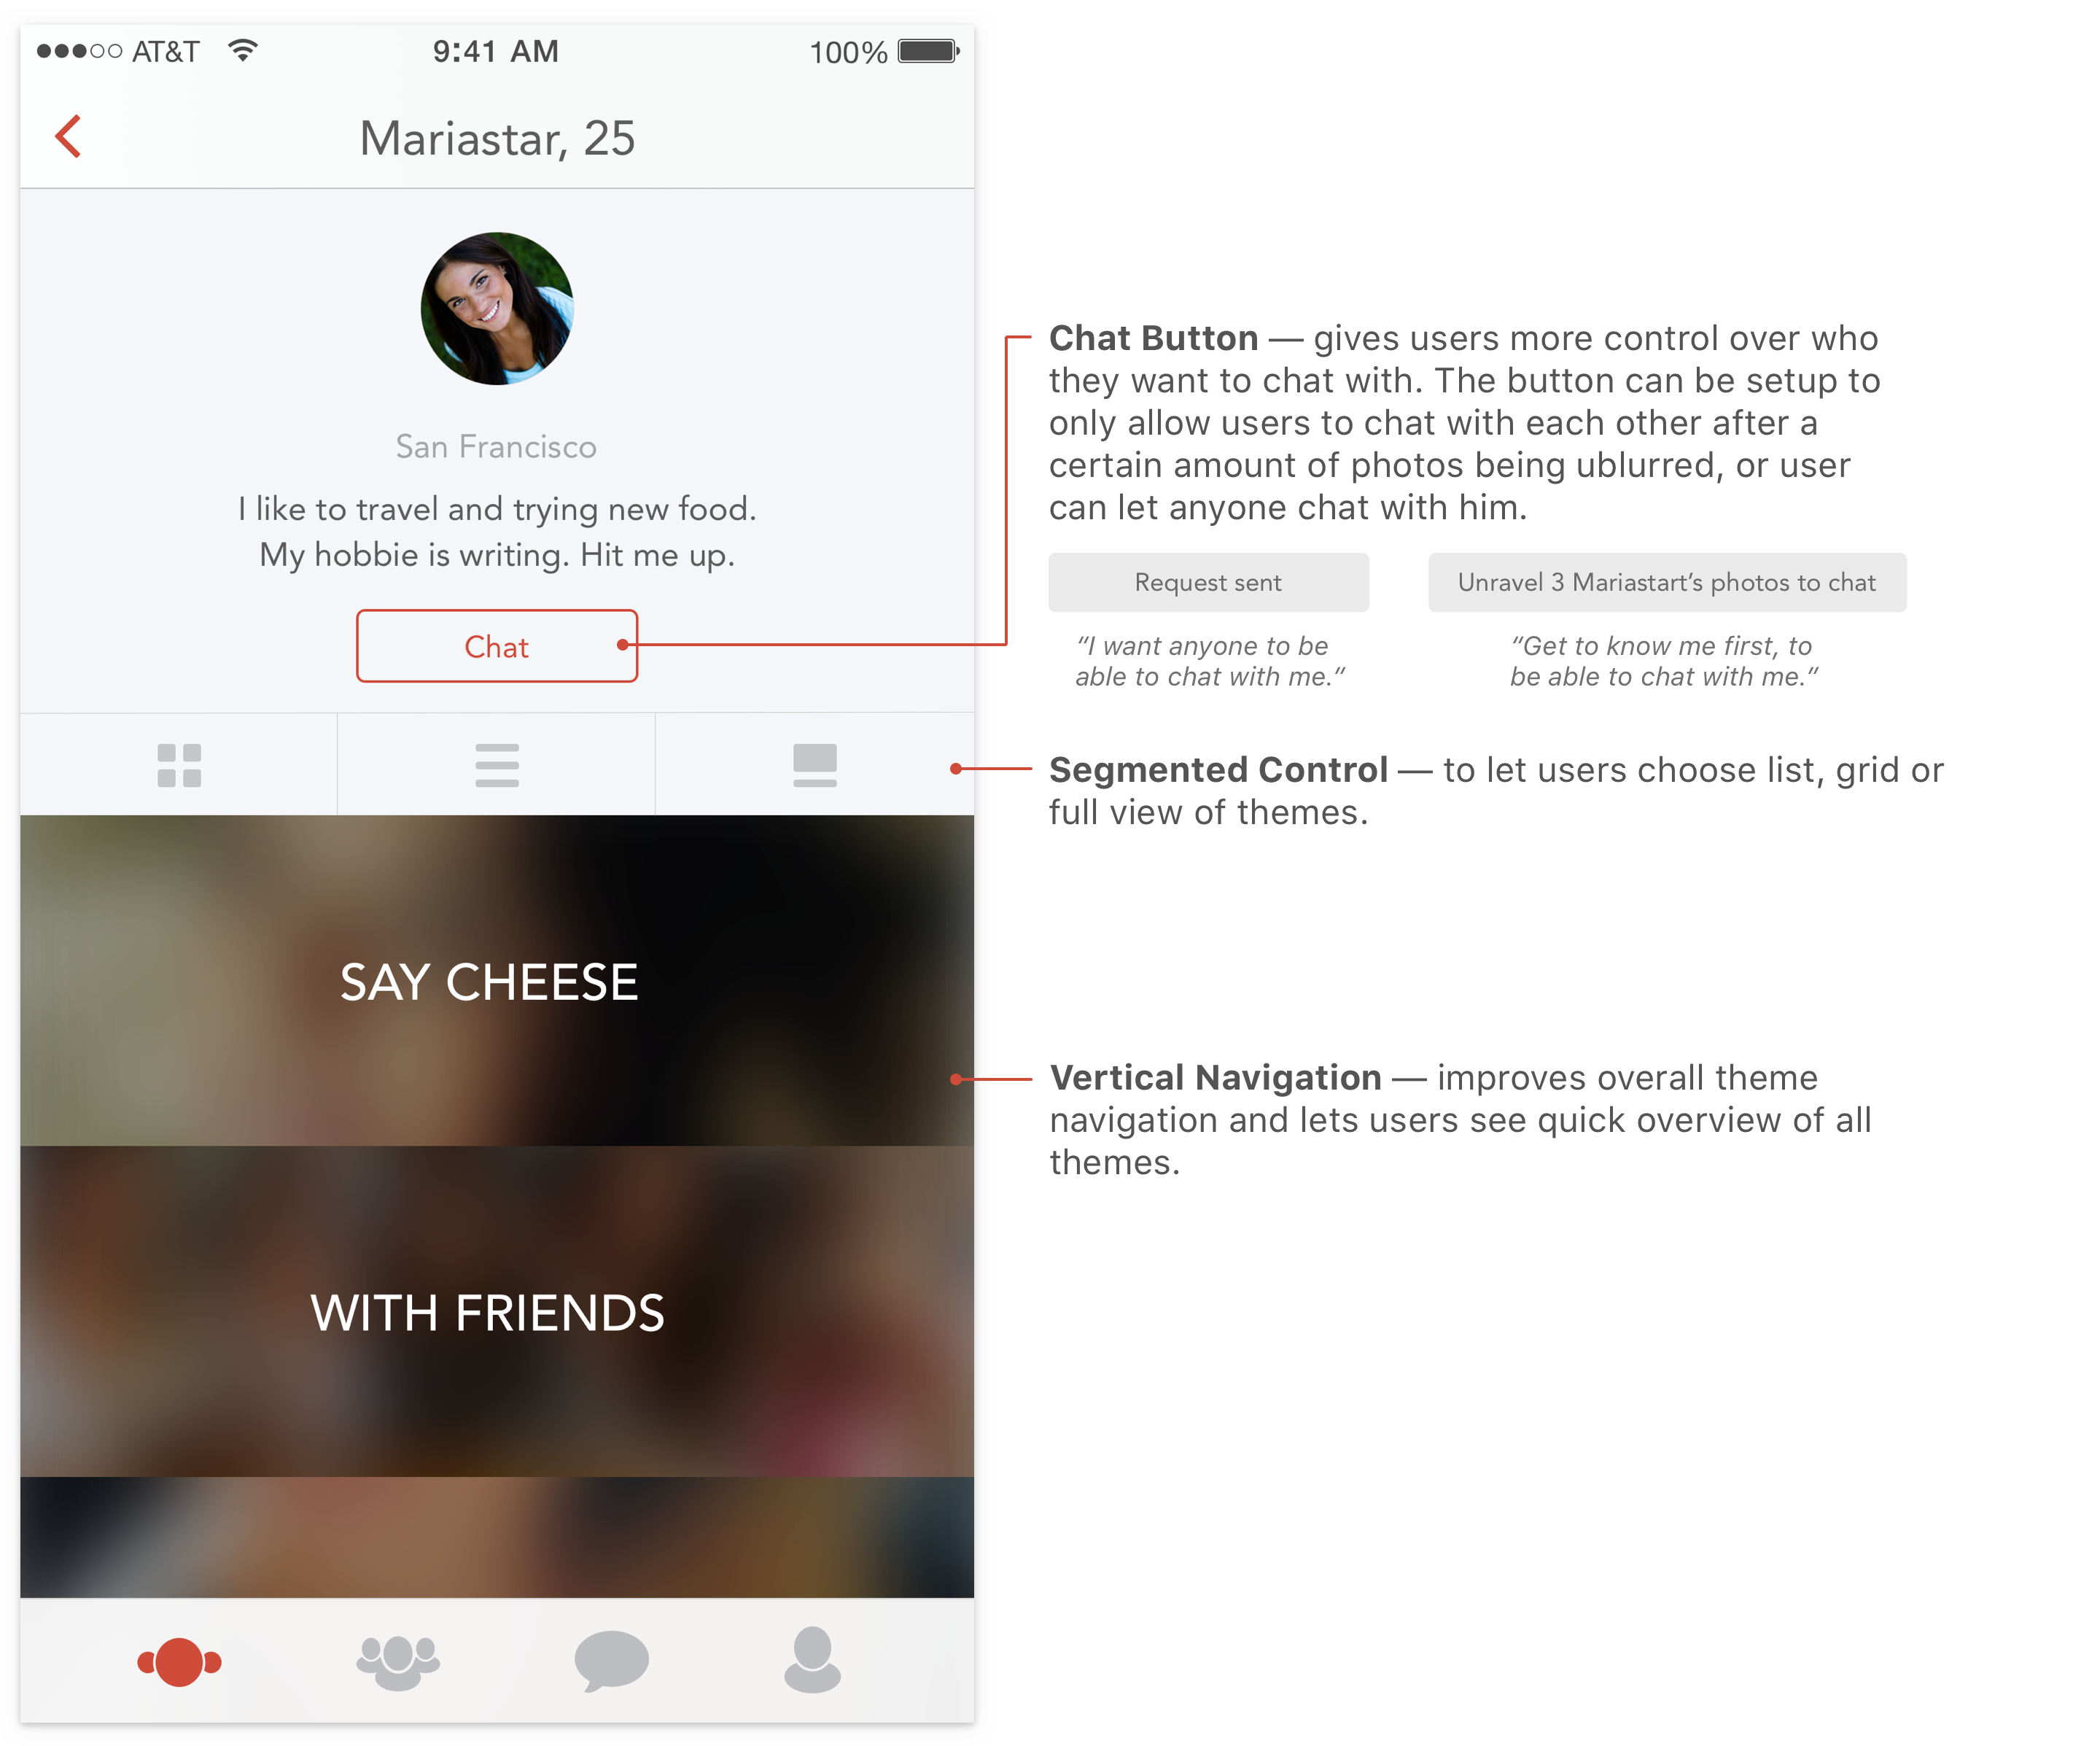 AT&T 9:41 AM 100%
Mariastar, 25
San Francisco
I like to travel and trying new food.
My hobbie is writing. Hit me up.
Chat
SAY CHEESE
WITH FRIENDS
Chat Button — gives users more control over who
they want to chat with. The button can be setup to
only allow users to chat with each other after a
certain amount of photos being ublurred, or user
can let anyone chat with him.
Request sent
“I want anyone to be
able to chat with me.”
Unravel 3 Mariastart’s photos to chat
“Get to know me first, to
be able to chat with me.”
Segmented Control — to let users choose list, grid or
full view of themes.
Vertical Navigation — improves overall theme
navigation and lets users see quick overview of all
themes.